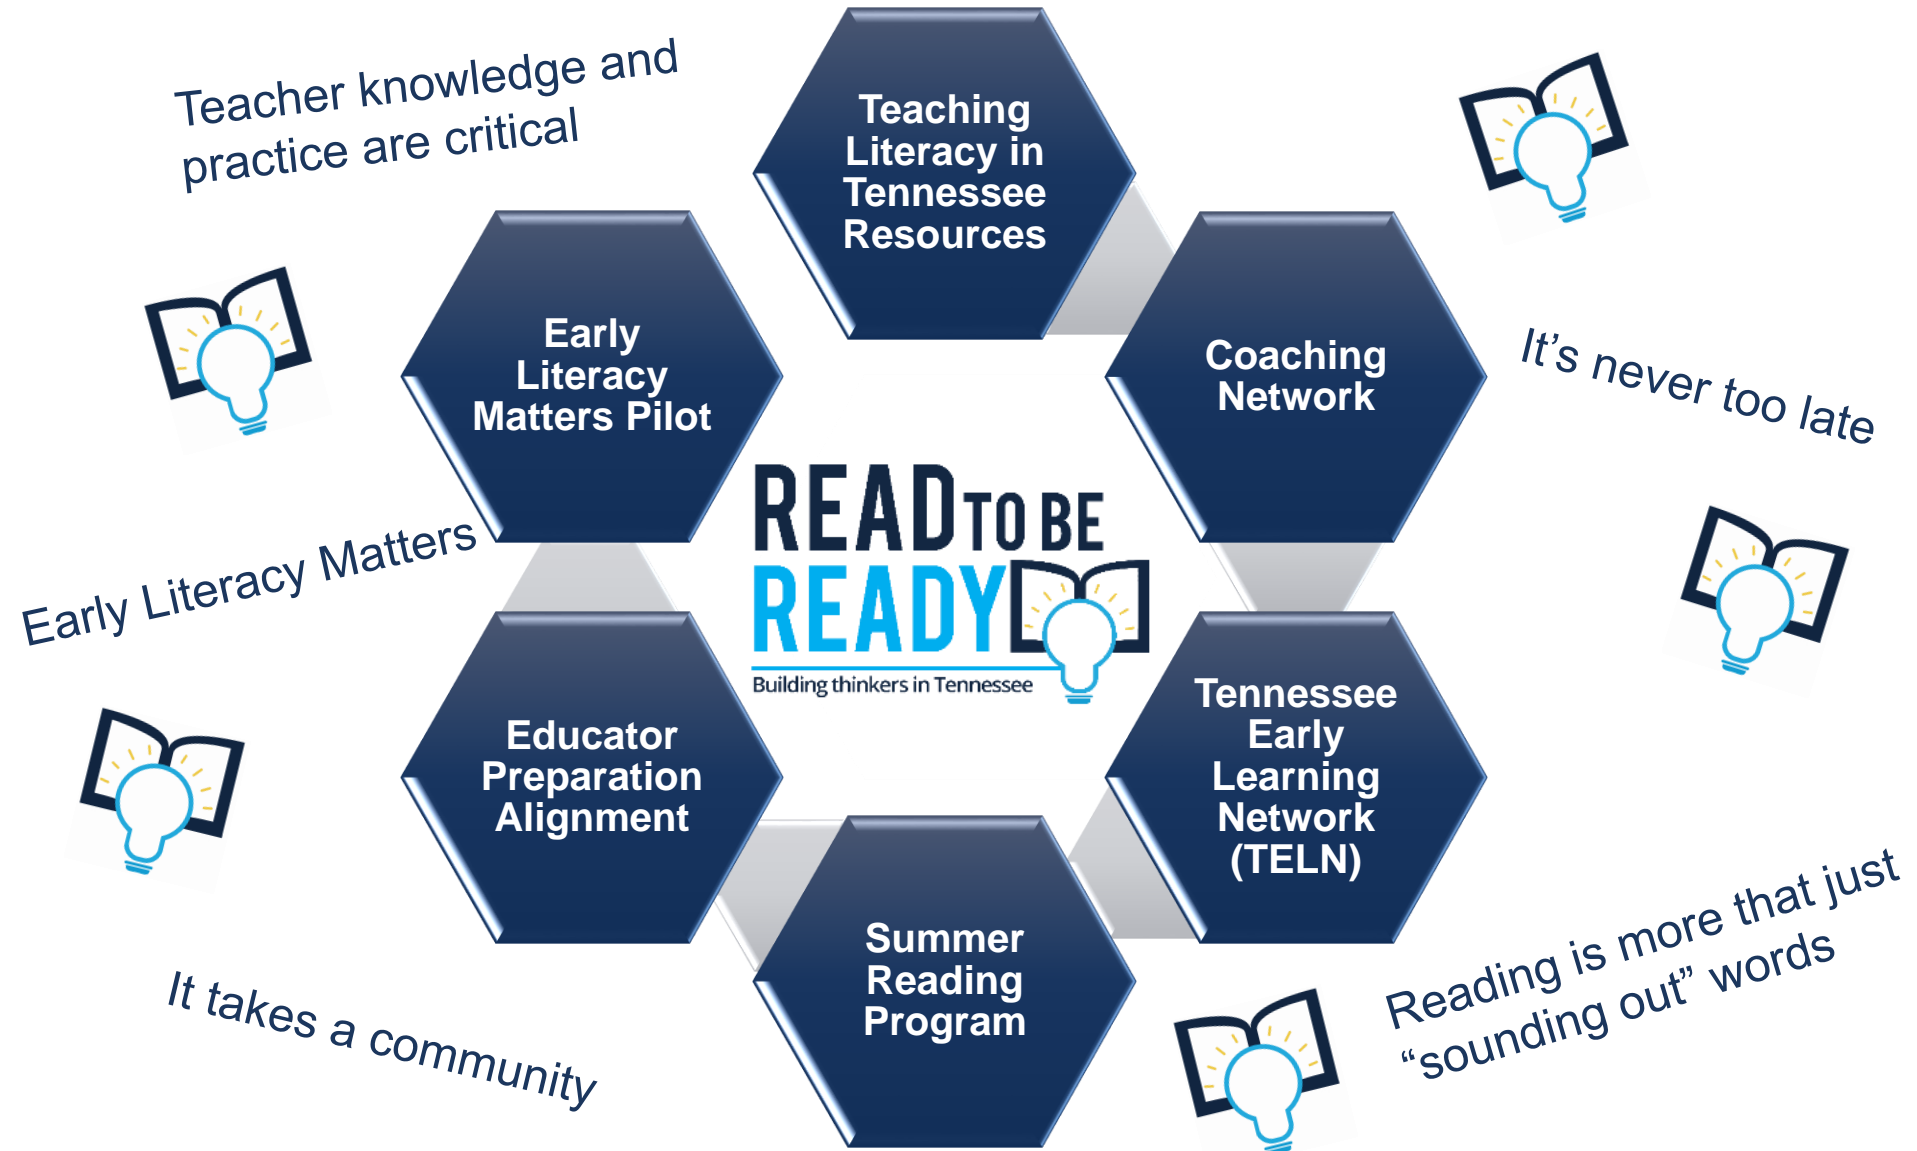 Teacher knowledge and
practice are critical
Teaching
Literacy in
Tennessee
Resources
Early
Literacy
Matters Pilot
Coaching
Network
It’s never too late
READ TO BE
READY
Building thinkers in Tennessee
Early Literacy Matters
Educator
Preparation
Alignment
Tennessee
Early
Learning
Network
(TELN)
Summer
Reading
Program
It takes a community
Reading is more that just
“sounding out” words